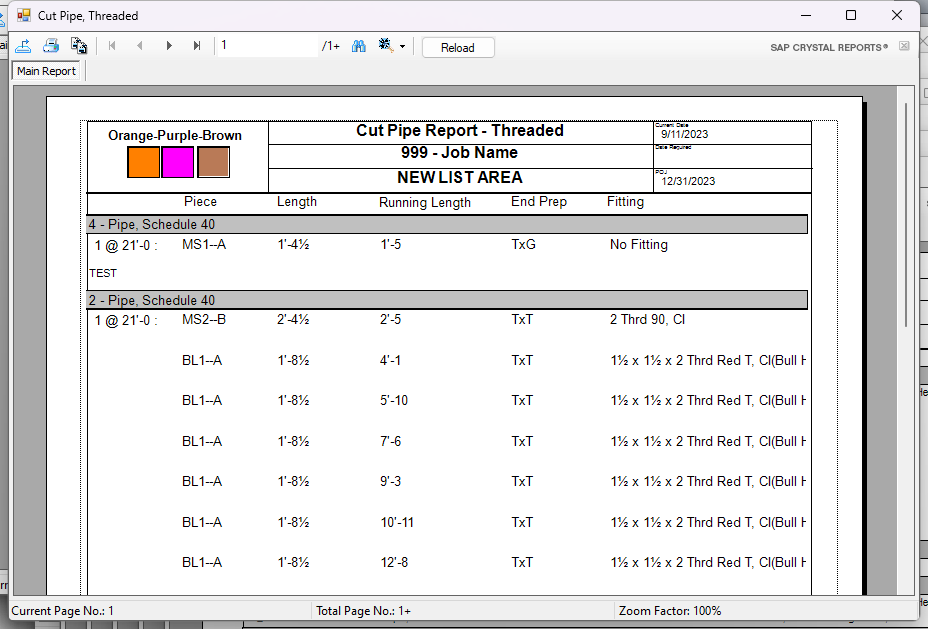 Cut Pipe, Threaded
1 /1+ Reload SAP CRYSTAL REPORTS®
Main Report
Orange-Purple-Brown
Cut Pipe Report - Threaded
Current Date
9/11/2023
999 - Job Name
Date Required
NEW LIST AREA
12/31/2023
Piece Length Running Length End Prep Fitting
4 - Pipe, Schedule 40
1 @ 21'-0 : MS1--A 1'-4½ 1'-5 TxG No Fitting
TEST
2 - Pipe, Schedule 40
1 @ 21'-0 : MS2--B 2'-4½ 2'-5 TxT 2 Thrd 90, CI
BL1--A 1'-8½ 4'-1 TxT 1½ x 1½ x 2 Thrd Red T, CI(Bull H
BL1--A 1'-8½ 5'-10 TxT 1½ x 1½ x 2 Thrd Red T, CI(Bull H
BL1--A 1'-8½ 7'-6 TxT 1½ x 1½ x 2 Thrd Red T, CI(Bull H
BL1--A 1'-8½ 9'-3 TxT 1½ x 1½ x 2 Thrd Red T, CI(Bull H
BL1--A 1'-8½ 10'-11 TxT 1½ x 1½ x 2 Thrd Red T, CI(Bull H
BL1--A 1'-8½ 12'-8 TxT 1½ x 1½ x 2 Thrd Red T, CI(Bull H
Current Page No.: 1 Total Page No.: 1+ Zoom Factor: 100%